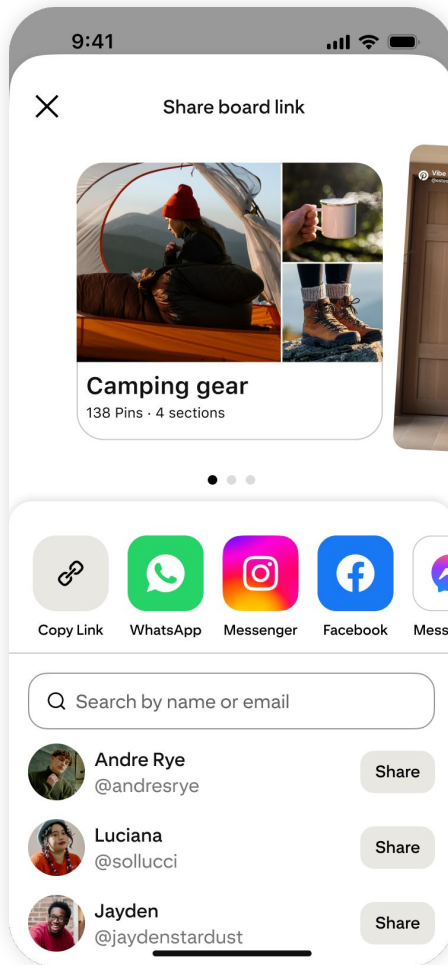 9:41
Share board link
Vibe
Camping gear
138 Pins · 4 sections
Copy Link
WhatsApp
Messenger
Facebook
Mess
Search by name or email
Andre Rye
@andresrye
Share
Luciana
@sollucci
Share
Jayden
@jaydenstardust
Share